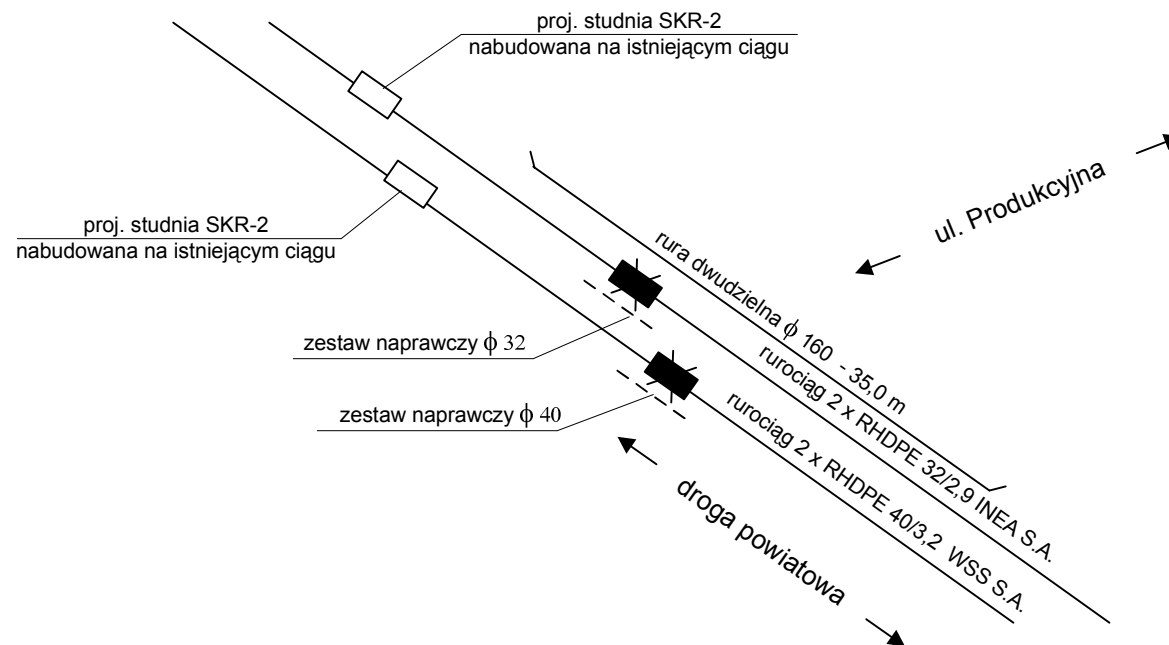 proj. studnia SKR-2
nabudowana na istniejącym ciągu
proj. studnia SKR-2
nabudowana na istniejącym ciągu
ul. Produkcyjna
rura dwudzielna ϕ 160 - 35,0 m
zestaw naprawczy ϕ 32
rurociąg 2 x RHDPE 32/2,9 INEA S.A.
zestaw naprawczy ϕ 40
rurociąg 2 x RHDPE 40/3,2 WSS S.A.
droga powiatowa